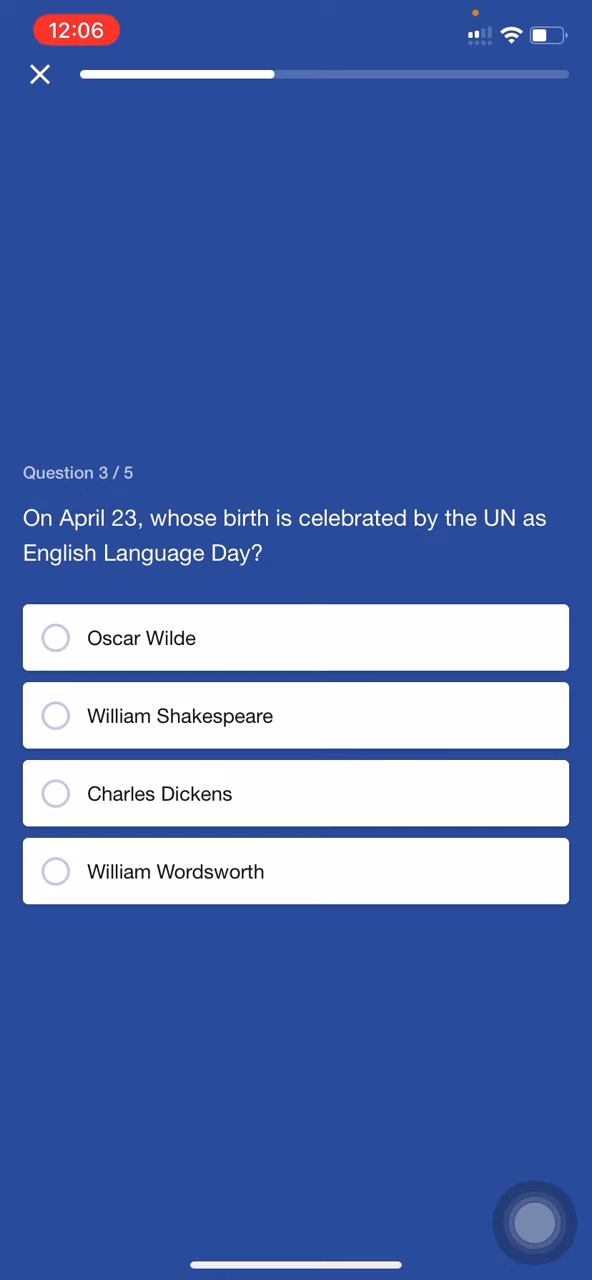 12:06
Question 3 / 5
On April 23, whose birth is celebrated by the UN as
English Language Day?
Oscar Wilde
William Shakespeare
Charles Dickens
William Wordsworth